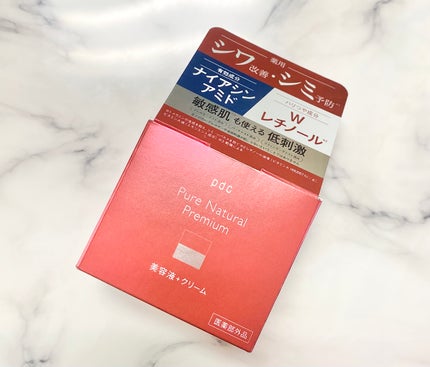 薬用
シワ改善・シミ予防
有効成分
ナイアシン
アミド
ハリツヤ成分
W
レチノール
敏感肌も使える低刺激
pdc
Pure Natural
Premium
美容液+クリーム
医薬部外品